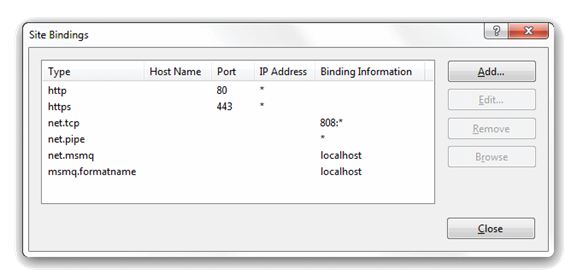 Site Bindings
Type Host Name Port IP Address Binding Information
http 80 *
https 443 *
net.tcp 808:*
net.pipe *
net.msmq localhost
msmq.formatname localhost
Add...
Edit...
Remove
Browse
Close